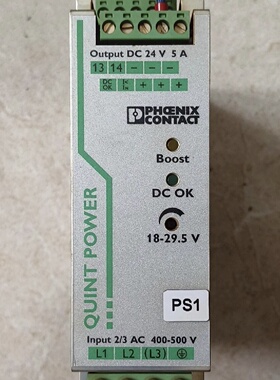 Output DC 24 V 5 A
13 14 – – –
DC OK + + +
PHŒNIX
CONTACT
Boost
DC OK
18-29.5 V
QUINT POWER
PS1
Input 2/3 AC 400-500 V
L1 L2 (L3)